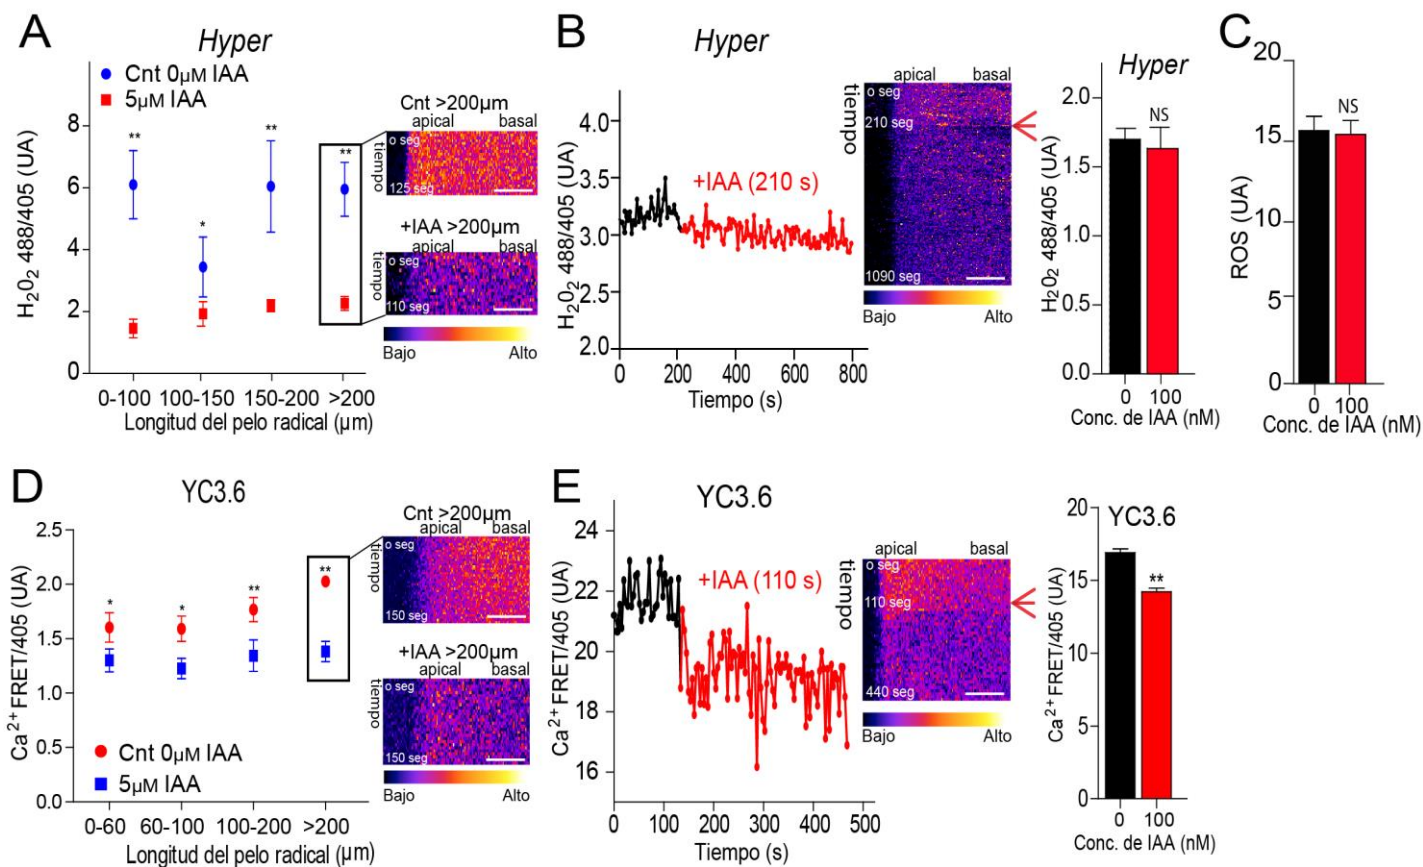 A
Hyper
Cnt 0µM IAA
5µM IAA
H2O2 488/405 (UA)
8
6
4
2
0
**
*
**
**
0-100 100-150 150-200 >200
Longitud del pelo radical (µm)
Cnt >200µm
apical basal
o seg
tiempo
125 seg
+IAA >200µm
apical basal
o seg
tiempo
110 seg
Bajo Alto
B
Hyper
H2O2 488/405 (UA)
4.0
3.5
3.0
2.5
2.0
+IAA (210 s)
0 200 400 600 800
Tiempo (s)
apical basal
tiempo
o seg
210 seg
1090 seg
Bajo Alto
Hyper
H2O2 488/405 (UA)
2.0
1.5
1.0
0.5
0.0
NS
0 100
Conc. de IAA (nM)
C
ROS (UA)
20
15
10
5
0
NS
0 100
Conc. de IAA (nM)
D
YC3.6
Ca2+ FRET/405 (UA)
2.5
2.0
1.5
1.0
0.5
0.0
*
*
**
**
Cnt 0µM IAA
5µM IAA
0-60 60-100 100-200 >200
Longitud del pelo radical (µm)
Cnt >200µm
apical basal
o seg
tiempo
150 seg
+IAA >200µm
apical basal
o seg
tiempo
150 seg
Bajo Alto
E
YC3.6
Ca2+ FRET/405 (UA)
24
22
20
18
16
+IAA (110 s)
0 100 200 300 400 500
Tiempo (s)
apical basal
tiempo
o seg
110 seg
440 seg
Bajo Alto
YC3.6
Ca2+ FRET/405 (UA)
20
15
10
5
0
**
0 100
Conc. de IAA (nM)